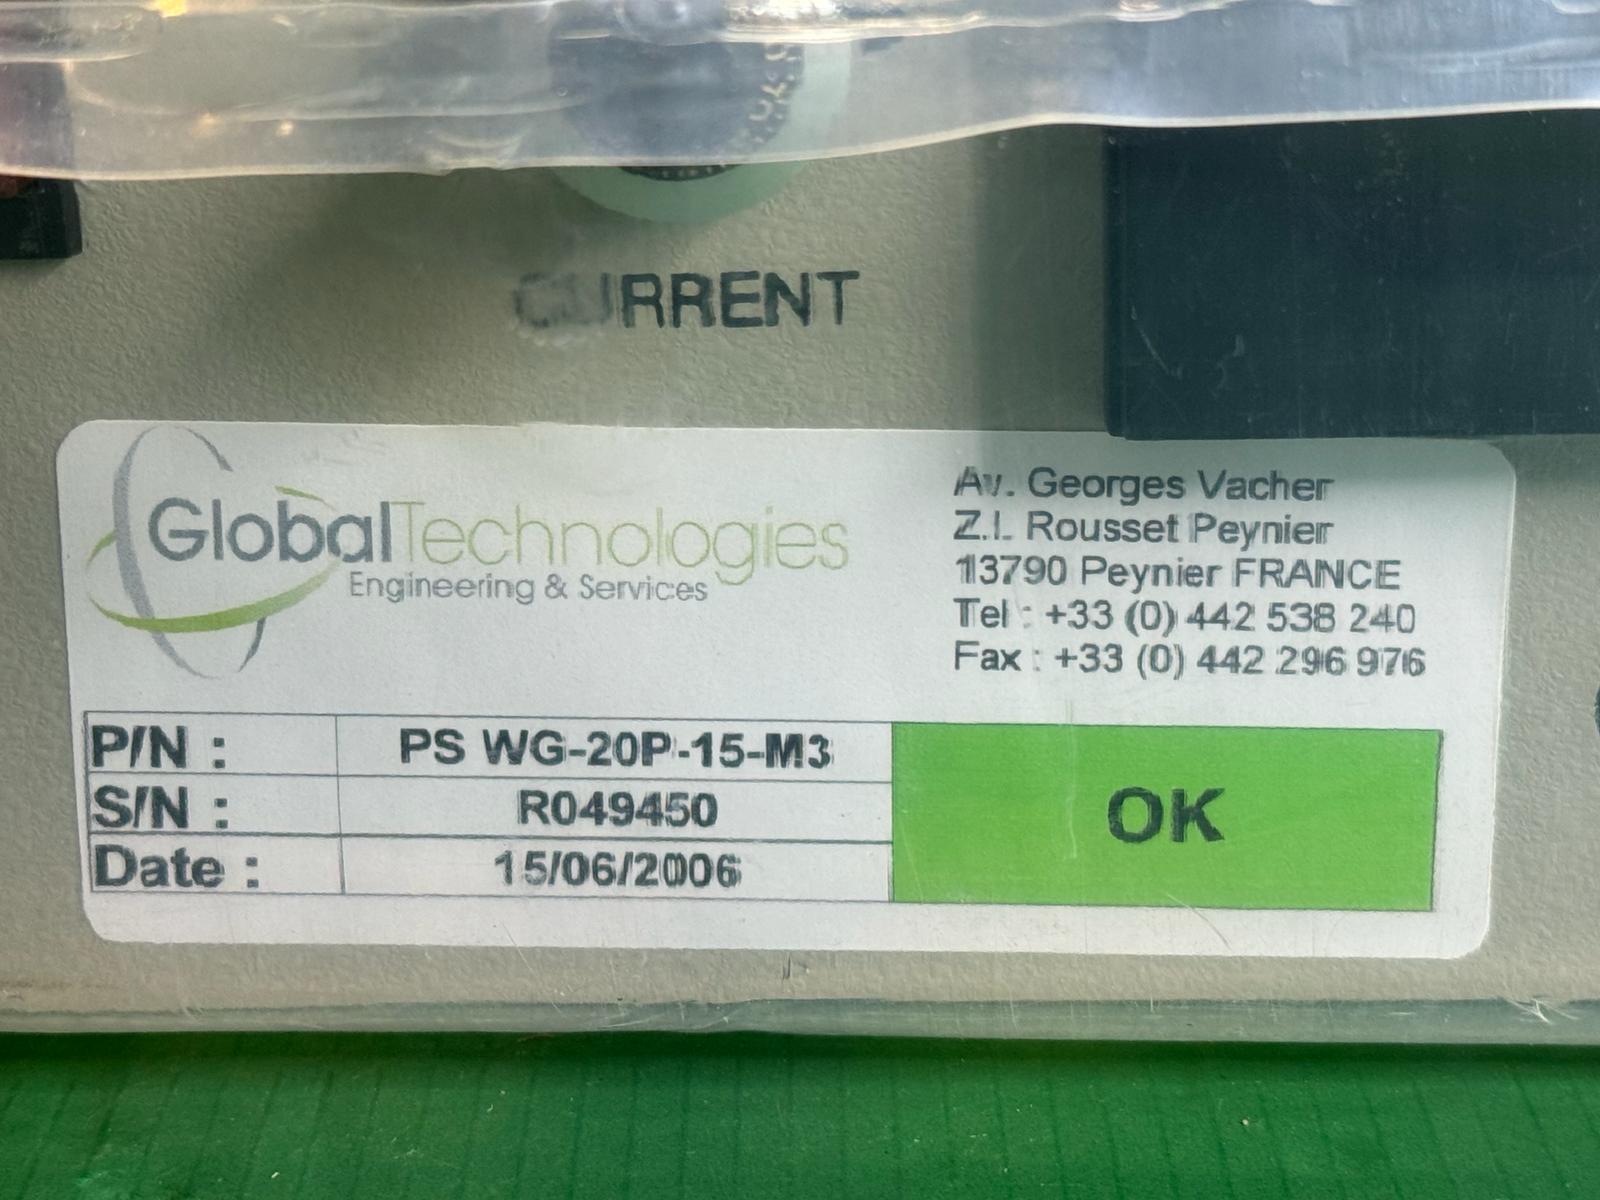 CURRENT
GlobalTechnologies
Engineering & Services
Av. Georges Vacher
Z.I. Rousset Peynier
13790 Peynier FRANCE
Tel : +33 (0) 442 538 240
Fax : +33 (0) 442 296 976
P/N : PS WG-20P-15-M3
S/N : R049450
Date : 15/06/2006
OK